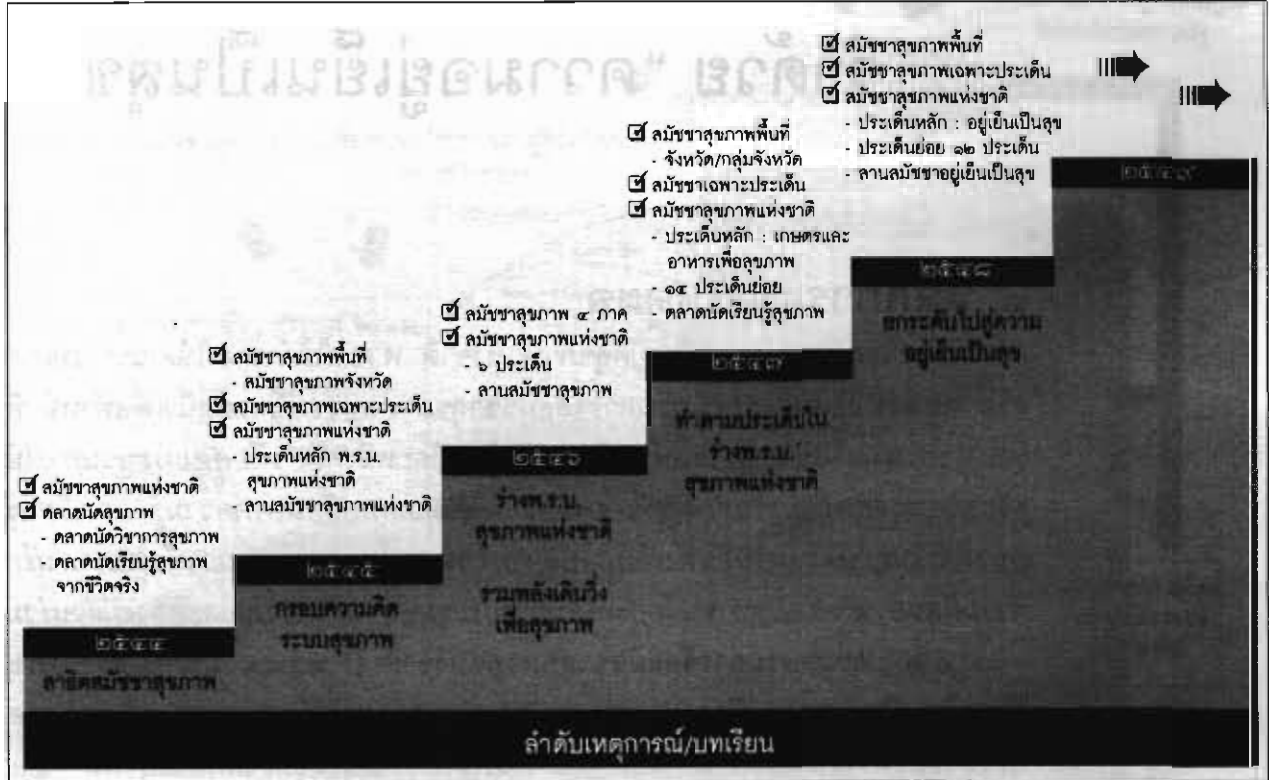 ☑ สมัชชาสุขภาพแห่งชาติ
☑ ตลาดนัดสุขภาพ
- ตลาดนัดวิชาการสุขภาพ
- ตลาดนัดเรียนรู้สุขภาพ
จากชีวิตจริง
๒๕๔๔
สาธิตสมัชชาสุขภาพ
☑ สมัชชาสุขภาพพื้นที่
- สมัชชาสุขภาพจังหวัด
☑ สมัชชาสุขภาพเฉพาะประเด็น
☑ สมัชชาสุขภาพแห่งชาติ
- ประเด็นหลัก พ.ร.บ.
สุขภาพแห่งชาติ
- ลานสมัชชาสุขภาพแห่งชาติ
๒๕๔๕
กรอบความคิด
ระบบสุขภาพ
☑ สมัชชาสุขภาพ ๔ ภาค
☑ สมัชชาสุขภาพแห่งชาติ
- ๖ ประเด็น
- ลานสมัชชาสุขภาพ
๒๕๔๖
ร่างพ.ร.บ.
สุขภาพแห่งชาติ
รวมพลังเดินวิ่ง
เพื่อสุขภาพ
☑ สมัชชาสุขภาพพื้นที่
- จังหวัด/กลุ่มจังหวัด
☑ สมัชชาเฉพาะประเด็น
☑ สมัชชาสุขภาพแห่งชาติ
- ประเด็นหลัก : เกษตรและ
อาหารเพื่อสุขภาพ
- ๑๔ ประเด็นย่อย
- ตลาดนัดเรียนรู้สุขภาพ
๒๕๔๗
ทำตามประเด็นใน
ร่างพ.ร.บ.
สุขภาพแห่งชาติ
☑ สมัชชาสุขภาพพื้นที่
☑ สมัชชาสุขภาพเฉพาะประเด็น
☑ สมัชชาสุขภาพแห่งชาติ
- ประเด็นหลัก : อยู่เย็นเป็นสุข
- ประเด็นย่อย ๑๒ ประเด็น
- ลานสมัชชาอยู่เย็นเป็นสุข
๒๕๔๘
ยกระดับไปสู่ความ
อยู่เย็นเป็นสุข
๒๕๔๙
ลำดับเหตุการณ์/บทเรียน